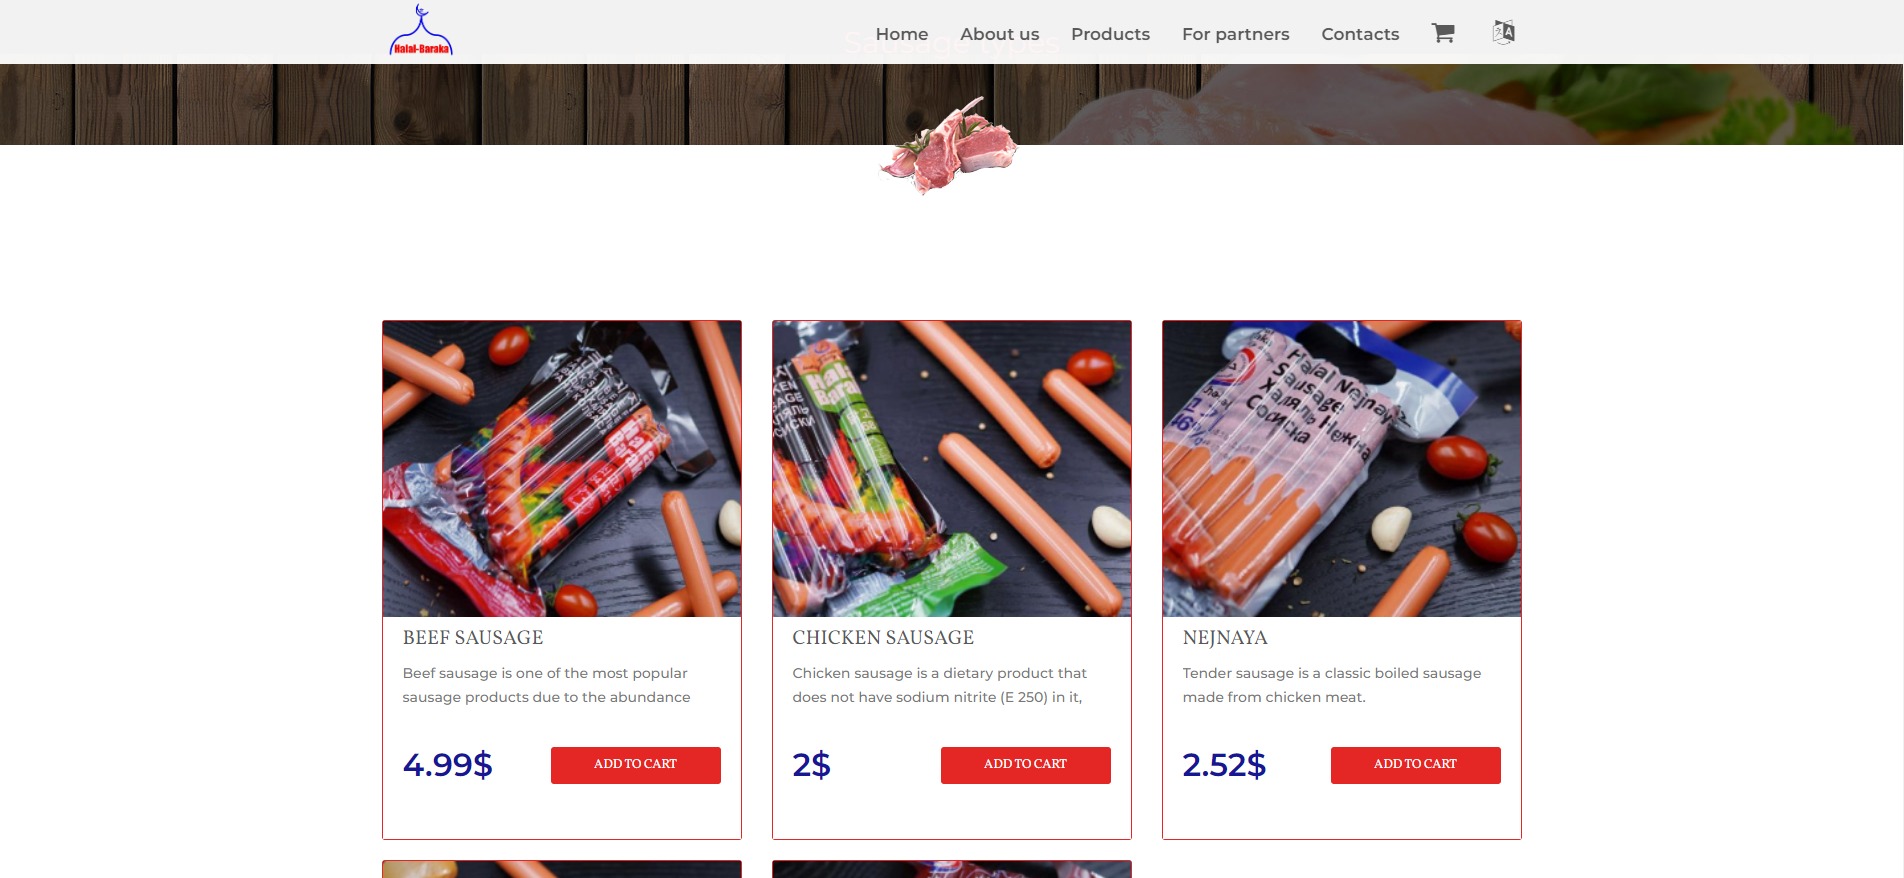 Halal-Baraka
Home
About us
Products
For partners
Contacts
Sausage types
Halal Nejnaya
Sausage
Халяль Нежная
Сосиска
BEEF SAUSAGE
Beef sausage is one of the most popular
sausage products due to the abundance
4.99$
ADD TO CART
CHICKEN SAUSAGE
Chicken sausage is a dietary product that
does not have sodium nitrite (E 250) in it,
2$
ADD TO CART
NEJNAYA
Tender sausage is a classic boiled sausage
made from chicken meat.
2.52$
ADD TO CART